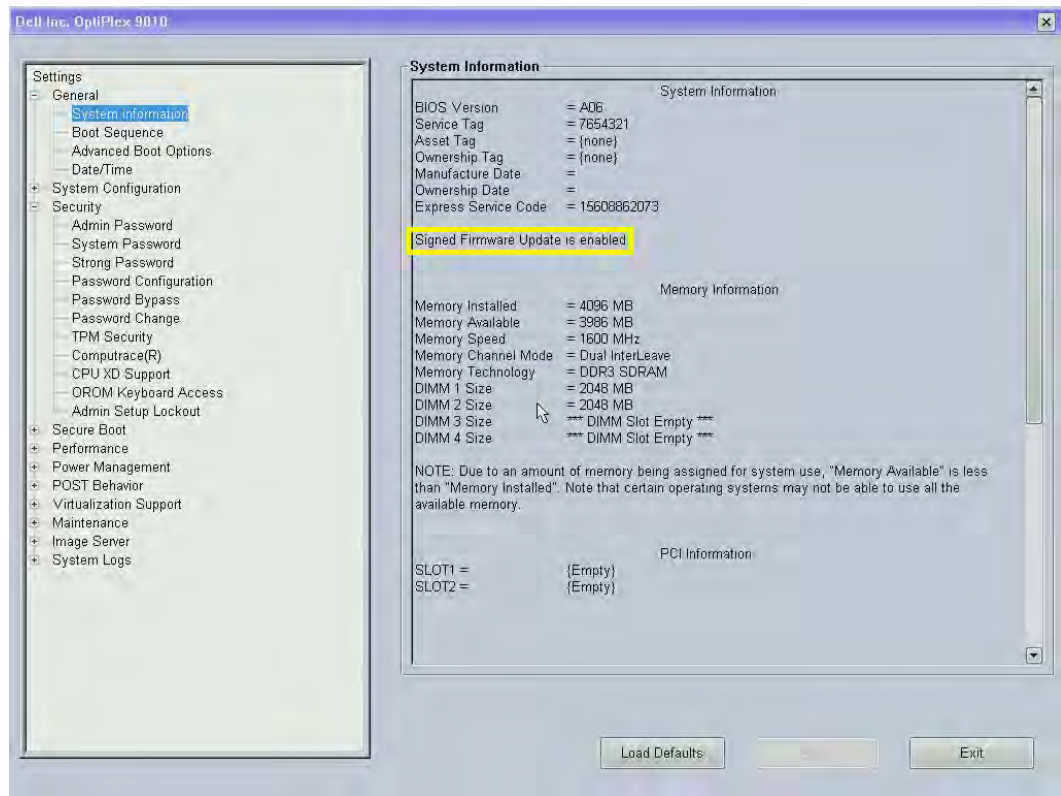 Dell Inc. OptiPlex 9010
Settings
General
System Information
Boot Sequence
Advanced Boot Options
Date/Time
System Configuration
Security
Admin Password
System Password
Strong Password
Password Configuration
Password Bypass
Password Change
TPM Security
Computrace(R)
CPU XD Support
OROM Keyboard Access
Admin Setup Lockout
Secure Boot
Performance
Power Management
POST Behavior
Virtualization Support
Maintenance
Image Server
System Logs
System Information
System Information
BIOS Version = A06
Service Tag = 7654321
Asset Tag = {none}
Ownership Tag = {none}
Manufacture Date =
Ownership Date =
Express Service Code = 15608862073
Signed Firmware Update is enabled
Memory Information
Memory Installed = 4096 MB
Memory Available = 3986 MB
Memory Speed = 1600 MHz
Memory Channel Mode = Dual InterLeave
Memory Technology = DDR3 SDRAM
DIMM 1 Size = 2048 MB
DIMM 2 Size = 2048 MB
DIMM 3 Size *** DIMM Slot Empty ***
DIMM 4 Size *** DIMM Slot Empty ***
NOTE: Due to an amount of memory being assigned for system use, "Memory Available" is less
than "Memory Installed". Note that certain operating systems may not be able to use all the
available memory.
PCI Information
SLOT1 = {Empty}
SLOT2 = {Empty}
Load Defaults
Exit